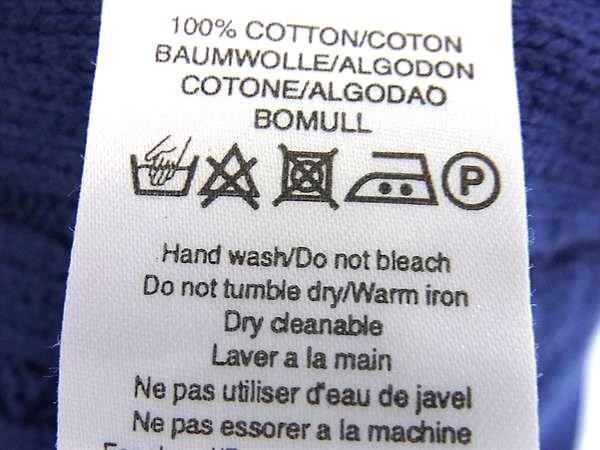 100% COTTON/COTON
BAUMWOLLE/ALGODON
COTONE/ALGODAO
BOMULL
P
Hand wash/Do not bleach
Do not tumble dry/Warm iron
Dry cleanable
Laver a la main
Ne pas utiliser d'eau de javel
Ne pas essorer a la machine